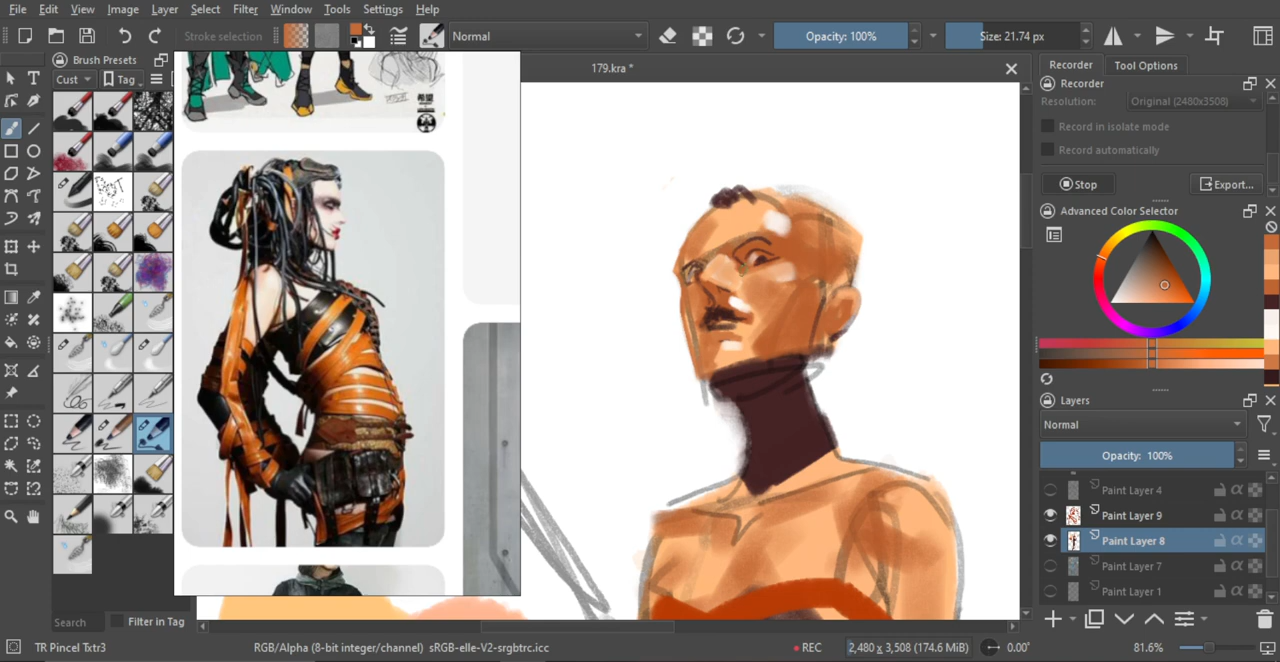 File Edit View Image Layer Select Filter Window Tools Settings Help
Stroke selection Normal Opacity: 100% Size: 21.74 px
Brush Presets
Cust Tag
179.kra *
希望
Recorder Tool Options
Recorder
Resolution: Original (2480x3508)
Record in isolate mode
Record automatically
Stop Export...
Advanced Color Selector
Layers
Normal
Opacity: 100%
Paint Layer 4
Paint Layer 9
Paint Layer 8
Paint Layer 7
Paint Layer 1
Search Filter in Tag
TR Pincel Txtr3 RGB/Alpha (8-bit integer/channel) sRGB-elle-V2-srgbtrc.icc REC 2,480 x 3,508 (174.6 MiB) 0.00° 81.6%